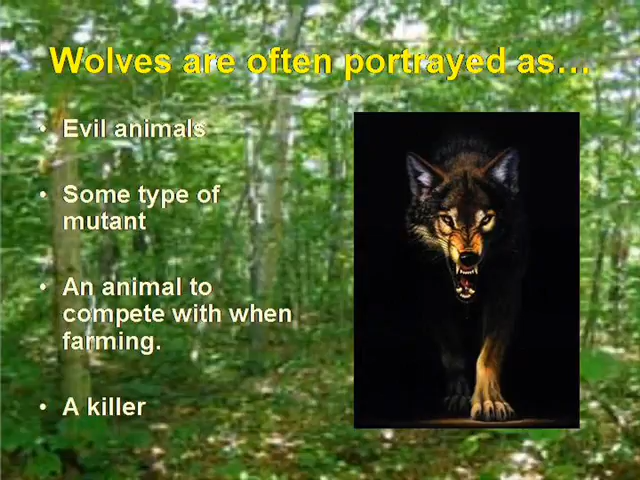 Wolves are often portrayed as...
• Evil animals
• Some type of
mutant
• An animal to
compete with when
farming.
• A killer